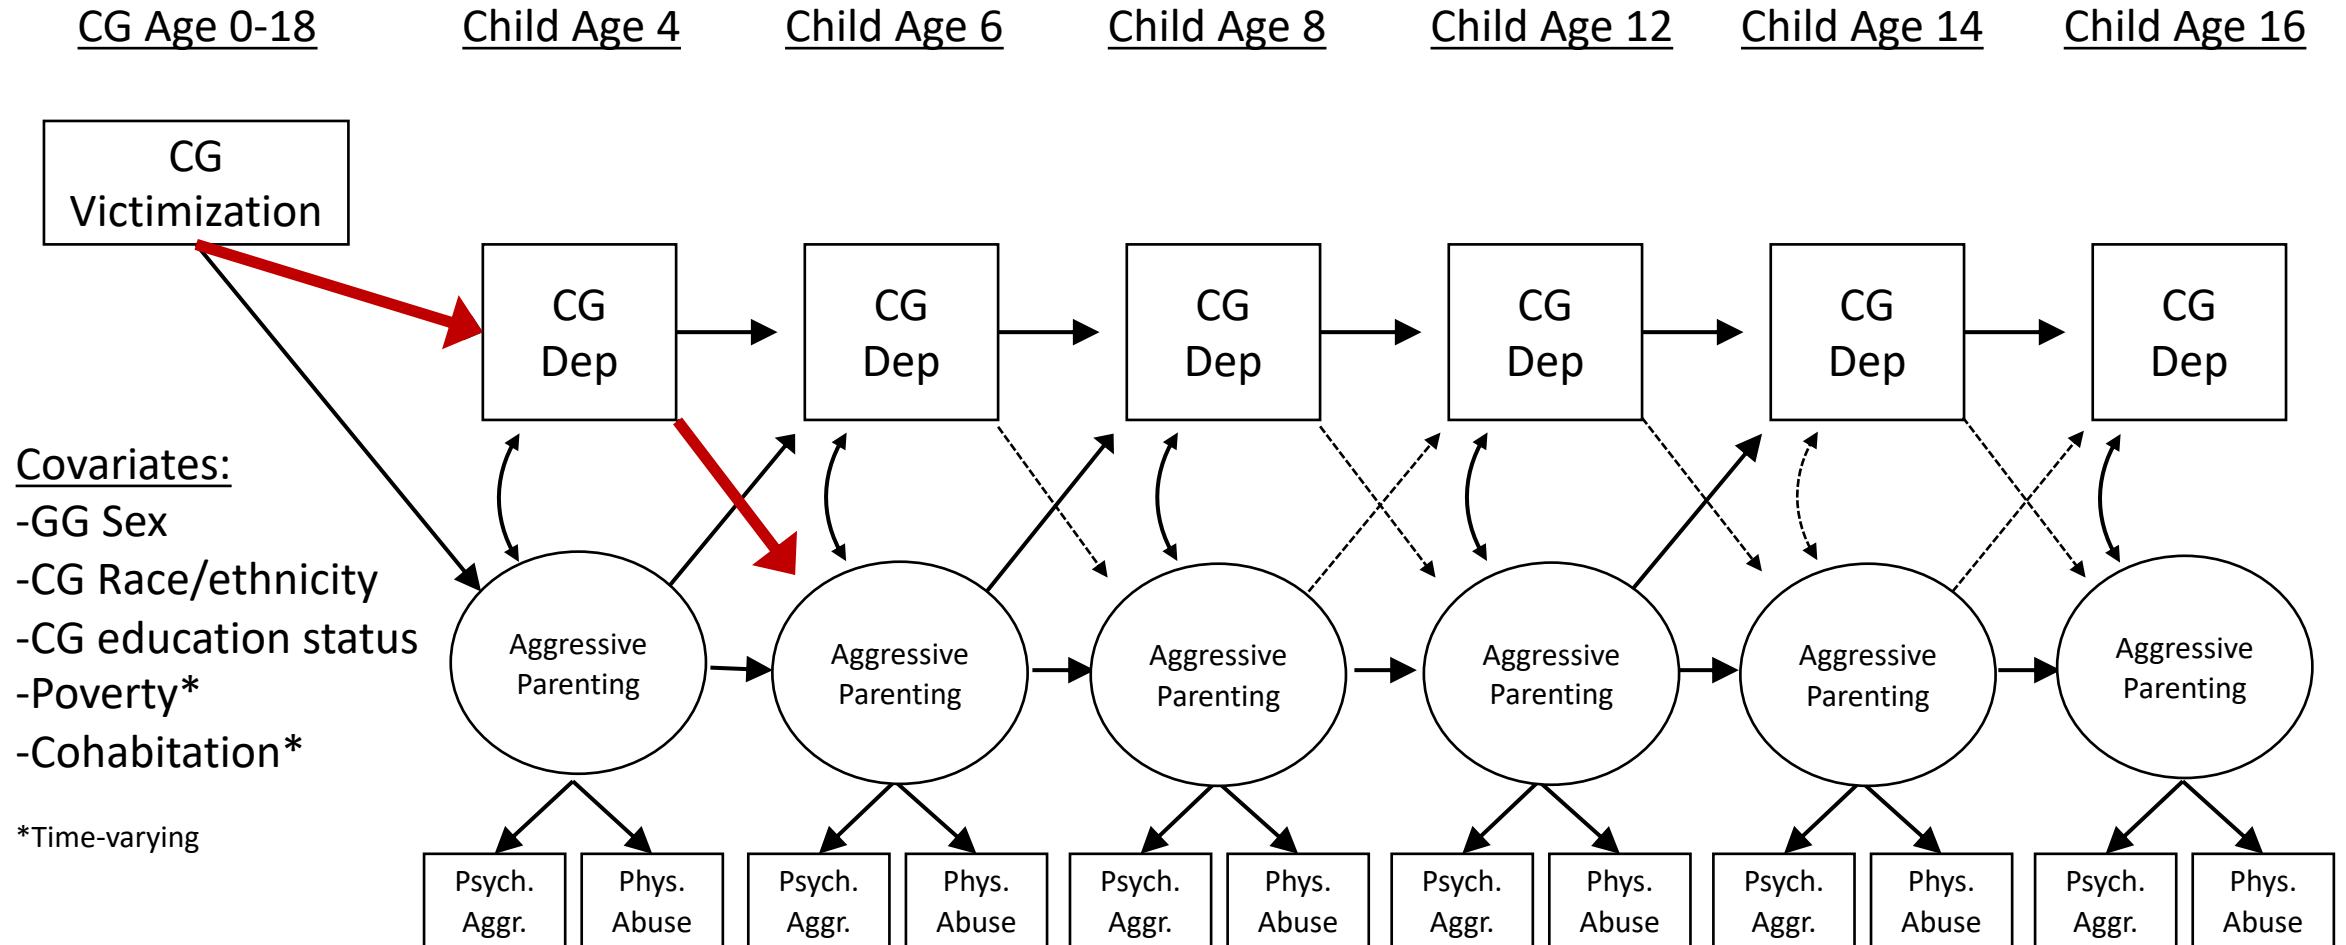 CG Age 0-18
Child Age 4
Child Age 6
Child Age 8
Child Age 12
Child Age 14
Child Age 16
CG
Victimization
CG
Dep
CG
Dep
CG
Dep
CG
Dep
CG
Dep
CG
Dep
Covariates:
-GG Sex
-CG Race/ethnicity
-CG education status
-Poverty*
-Cohabitation*
*Time-varying
Aggressive
Parenting
Aggressive
Parenting
Aggressive
Parenting
Aggressive
Parenting
Aggressive
Parenting
Aggressive
Parenting
Psych.
Aggr.
Phys.
Abuse
Psych.
Aggr.
Phys.
Abuse
Psych.
Aggr.
Phys.
Abuse
Psych.
Aggr.
Phys.
Abuse
Psych.
Aggr.
Phys.
Abuse
Psych.
Aggr.
Phys.
Abuse